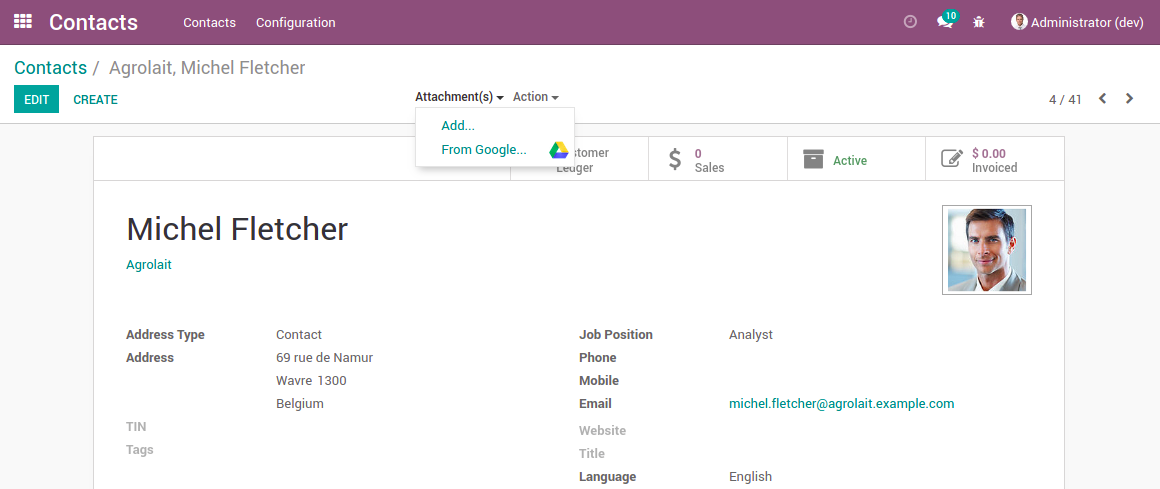 Contacts Contacts Configuration 10 Administrator (dev)
Contacts / Agrolait, Michel Fletcher
EDIT CREATE Attachment(s) Action 4 / 41
Add...
From Google...
stomer
Ledger
0
Sales
Active
$ 0.00
Invoiced
Michel Fletcher
Agrolait
Address Type Contact Job Position Analyst
Address 69 rue de Namur Phone
Wavre 1300 Mobile
Belgium Email michel.fletcher@agrolait.example.com
TIN Website
Tags Title
Language English